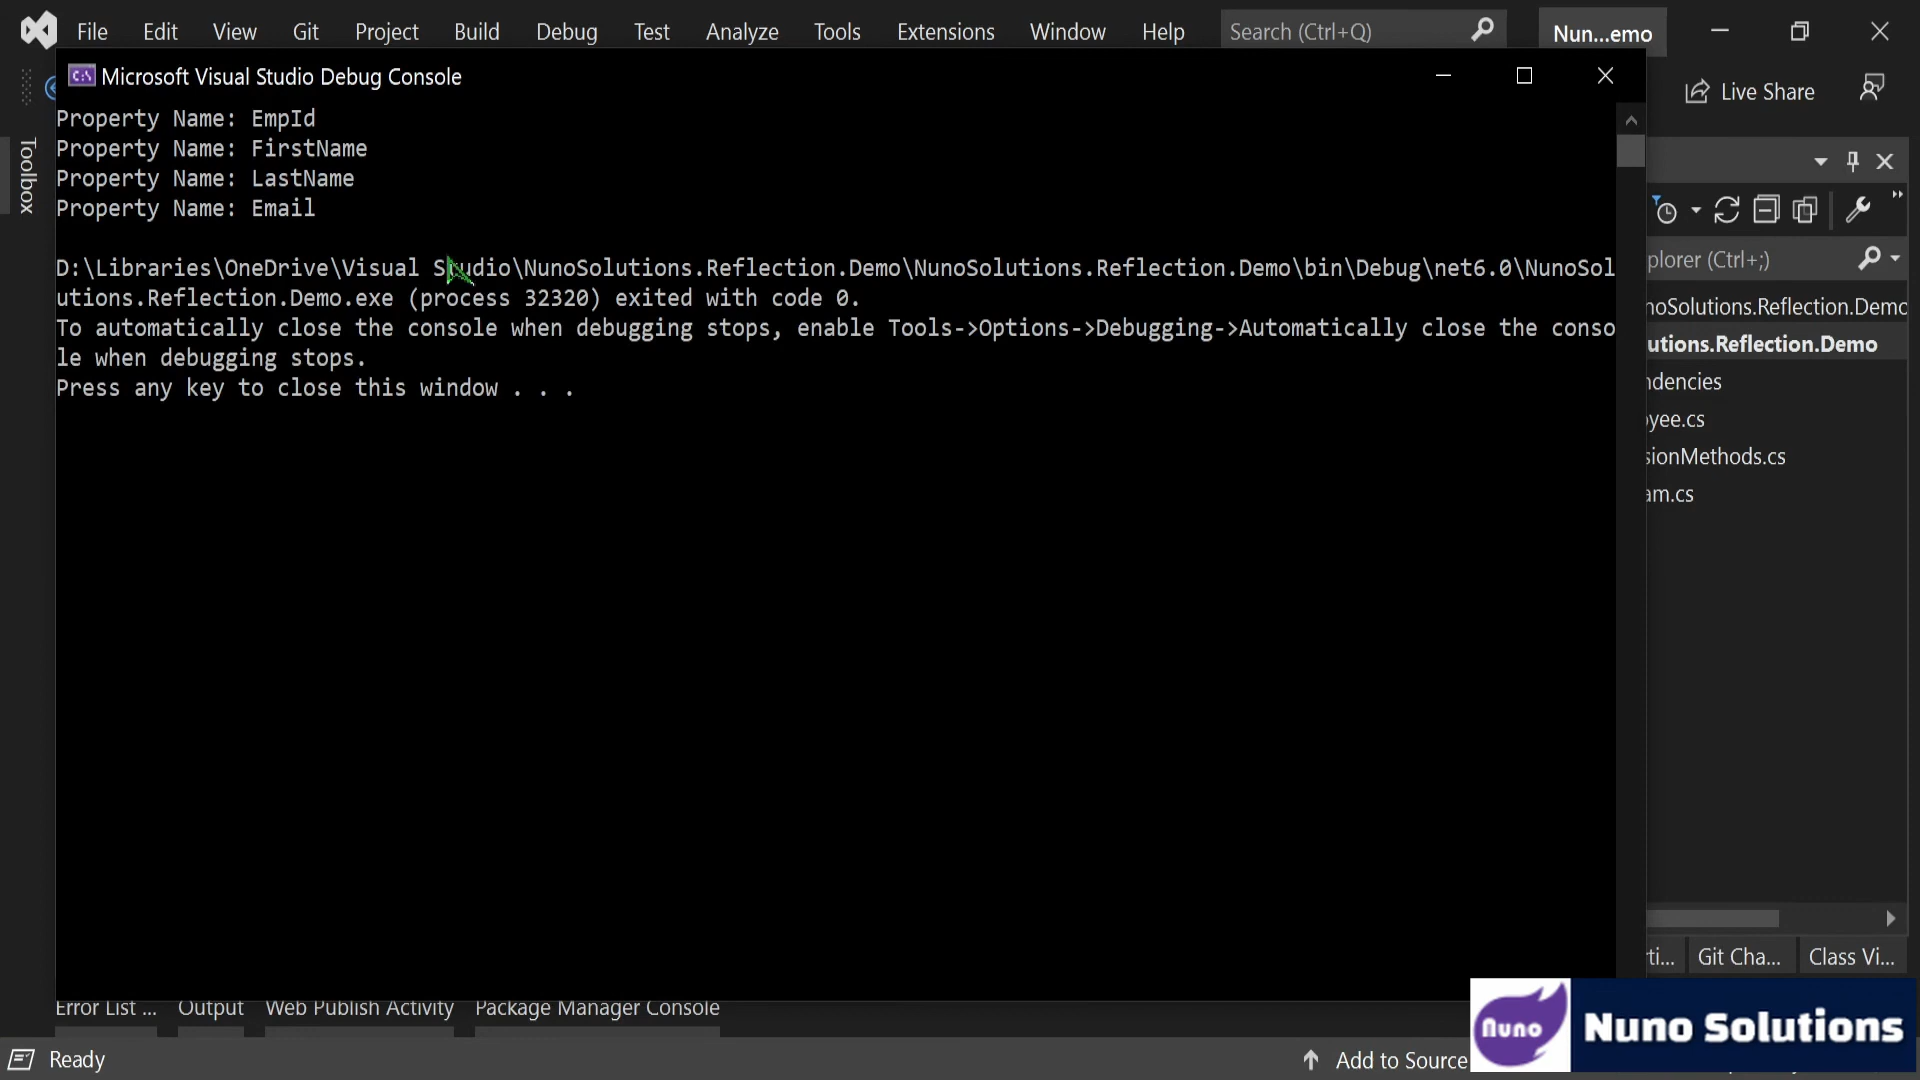 File Edit View Git Project Build Debug Test Analyze Tools Extensions Window Help Search (Ctrl+Q) Nun...emo
Microsoft Visual Studio Debug Console
Live Share
Toolbox
Property Name: EmpId
Property Name: FirstName
Property Name: LastName
Property Name: Email
D:\Libraries\OneDrive\Visual Studio\NunoSolutions.Reflection.Demo\NunoSolutions.Reflection.Demo\bin\Debug\net6.0\NunoSol
utions.Reflection.Demo.exe (process 32320) exited with code 0.
To automatically close the console when debugging stops, enable Tools->Options->Debugging->Automatically close the conso
le when debugging stops.
Press any key to close this window . . .
plorer (Ctrl+;)
noSolutions.Reflection.Demo
utions.Reflection.Demo
ndencies
yee.cs
sionMethods.cs
am.cs
ti... Git Cha... Class Vi...
Error List ... Output Web Publish Activity Package Manager Console
Ready
Add to Source
nuno Nuno Solutions